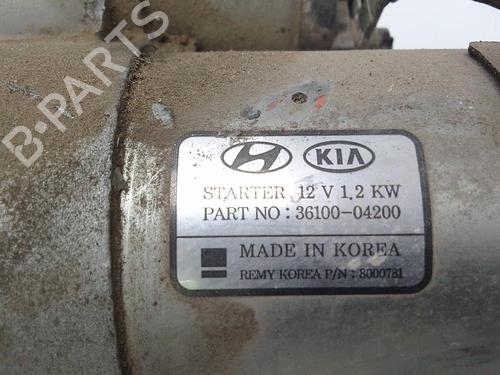 B-PARTS
KIA
STARTER 12 V 1.2 KW
PART NO : 36100-04200
MADE IN KOREA
REMY KOREA P/N : 8000781